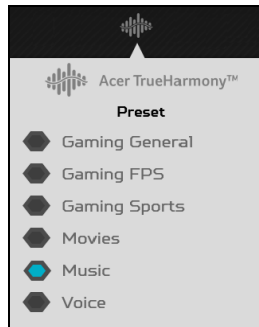 Acer TrueHarmony™
Preset
Gaming General
Gaming FPS
Gaming Sports
Movies
Music
Voice